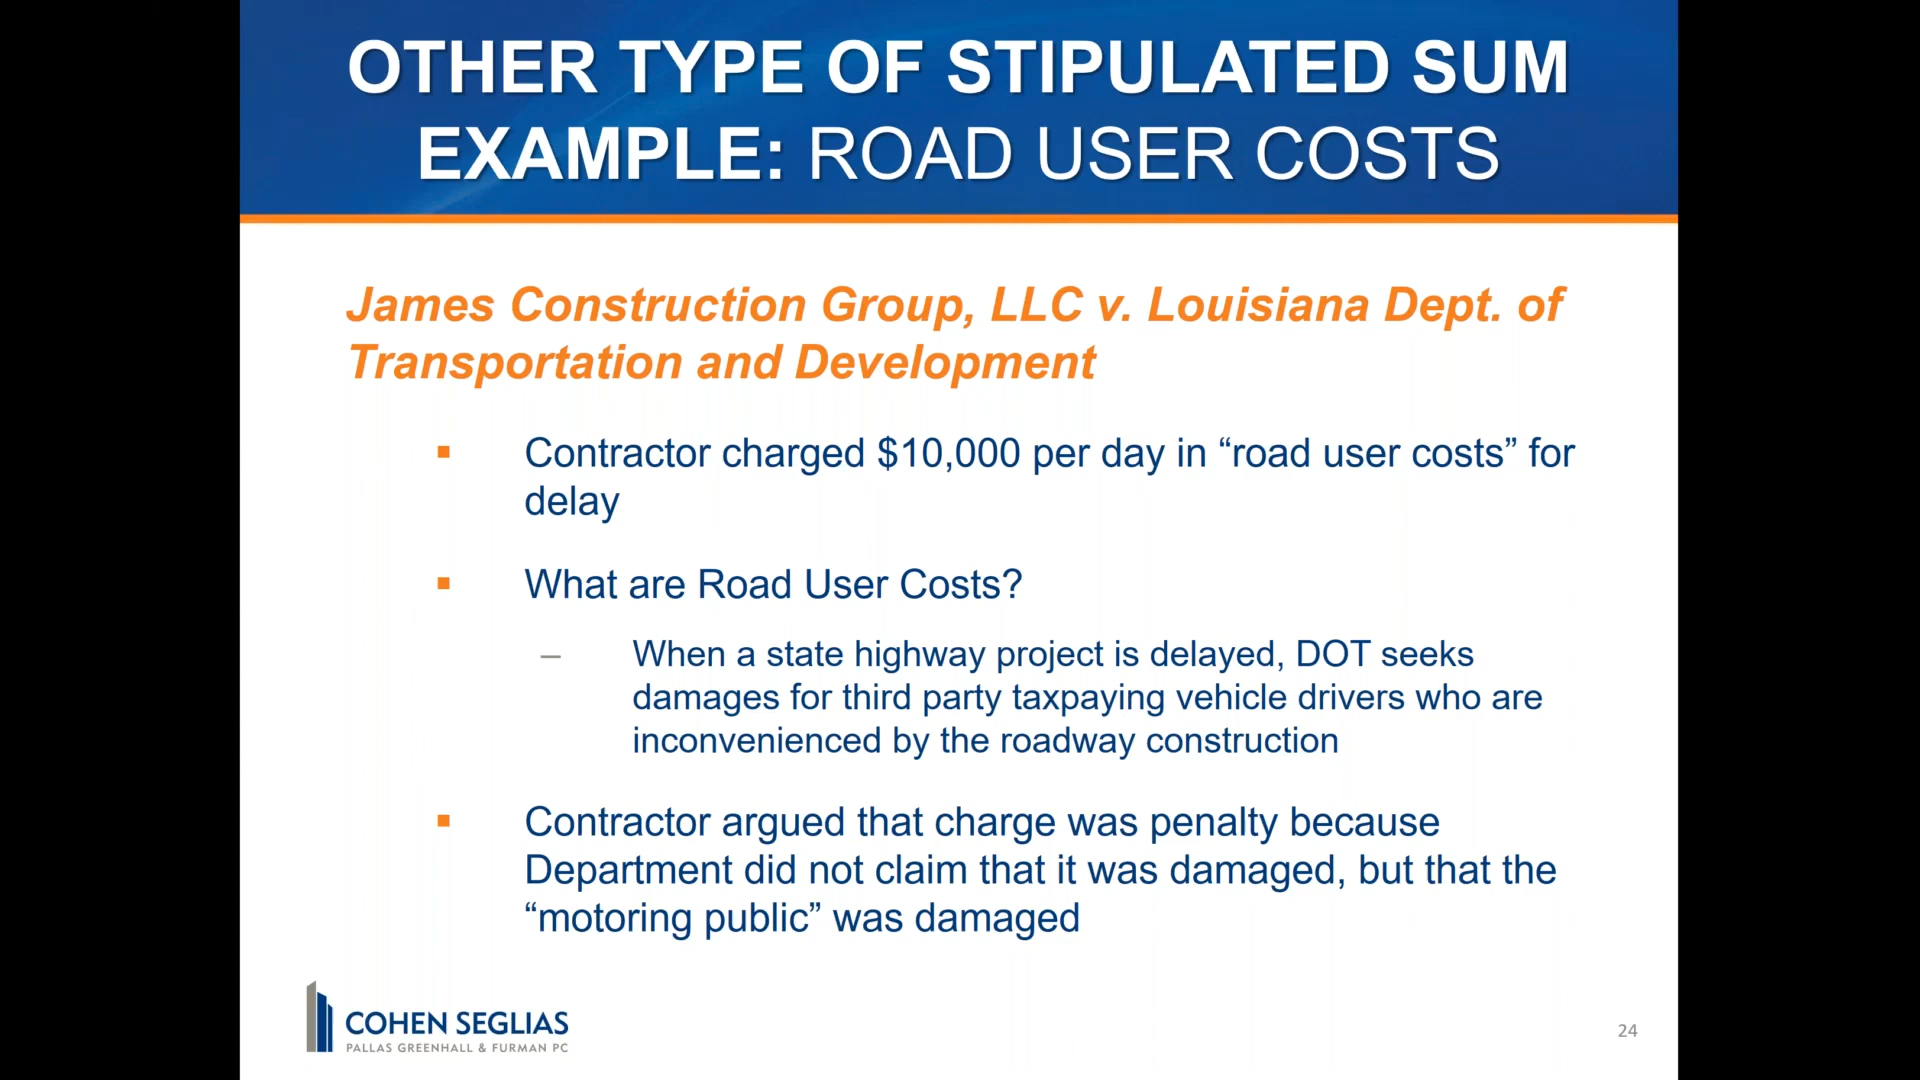 OTHER TYPE OF STIPULATED SUM
EXAMPLE: ROAD USER COSTS
James Construction Group, LLC v. Louisiana Dept. of
Transportation and Development
▪ Contractor charged $10,000 per day in “road user costs” for
delay
▪ What are Road User Costs?
– When a state highway project is delayed, DOT seeks
damages for third party taxpaying vehicle drivers who are
inconvenienced by the roadway construction
▪ Contractor argued that charge was penalty because
Department did not claim that it was damaged, but that the
“motoring public” was damaged
COHEN SEGLIAS
PALLAS GREENHALL & FURMAN PC
24